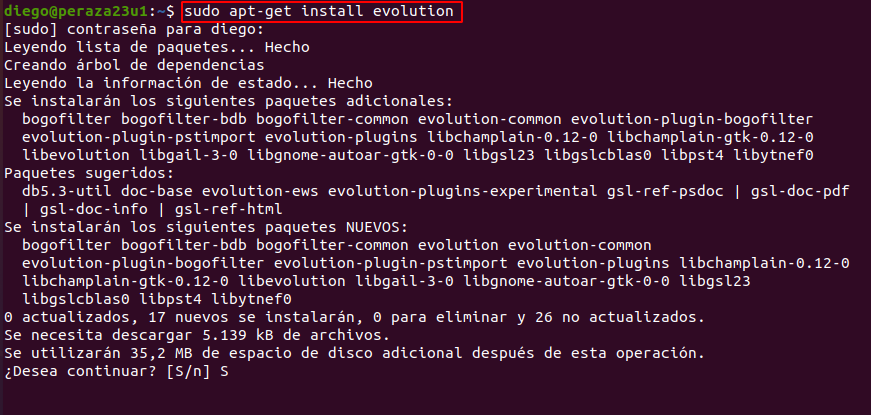 diego@peraza23u1:~$ sudo apt-get install evolution
[sudo] contraseña para diego:
Leyendo lista de paquetes... Hecho
Creando árbol de dependencias
Leyendo la información de estado... Hecho
Se instalarán los siguientes paquetes adicionales:
  bogofilter bogofilter-bdb bogofilter-common evolution-common evolution-plugin-bogofilter
  evolution-plugin-pstimport evolution-plugins libchamplain-0.12-0 libchamplain-gtk-0.12-0
  libevolution libgail-3-0 libgnome-autoar-gtk-0-0 libgsl23 libgslcblas0 libpst4 libytnef0
Paquetes sugeridos:
  db5.3-util doc-base evolution-ews evolution-plugins-experimental gsl-ref-psdoc | gsl-doc-pdf
  | gsl-doc-info | gsl-ref-html
Se instalarán los siguientes paquetes NUEVOS:
  bogofilter bogofilter-bdb bogofilter-common evolution evolution-common
  evolution-plugin-bogofilter evolution-plugin-pstimport evolution-plugins libchamplain-0.12-0
  libchamplain-gtk-0.12-0 libevolution libgail-3-0 libgnome-autoar-gtk-0-0 libgsl23
  libgslcblas0 libpst4 libytnef0
0 actualizados, 17 nuevos se instalarán, 0 para eliminar y 26 no actualizados.
Se necesita descargar 5.139 kB de archivos.
Se utilizarán 35,2 MB de espacio de disco adicional después de esta operación.
¿Desea continuar? [S/n] S